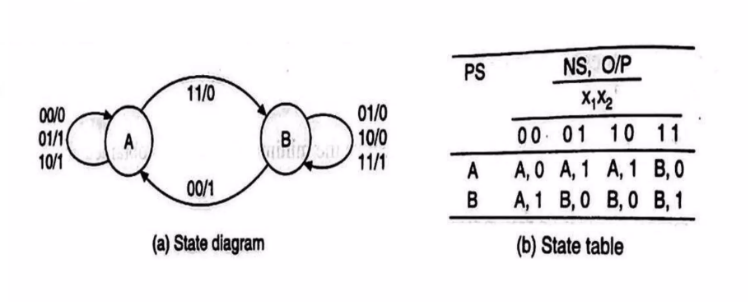 00/0
01/1
10/1
A
11/0
00/1
B
01/0
10/0
11/1
(a) State diagram
PS NS, O/P
X₁X₂
00 01 10 11
A A, 0 A, 1 A, 1 B, 0
B A, 1 B, 0 B, 0 B, 1
(b) State table